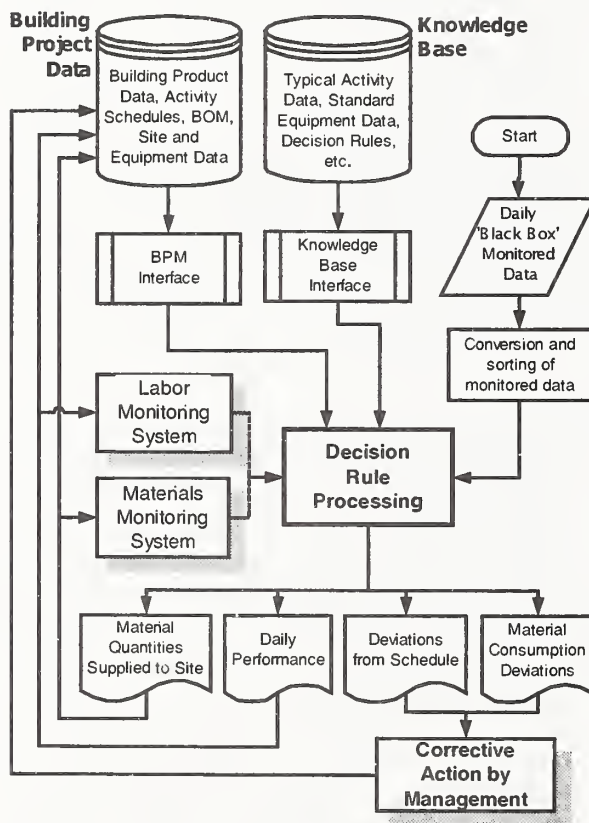 Building
Project
Data
Knowledge
Base
Building Product
Data, Activity
Schedules, BOM,
Site and
Equipment Data
Typical Activity
Data, Standard
Equipment Data,
Decision Rules,
etc.
Start
Daily
'Black Box'
Monitored
Data
BPM
Interface
Knowledge
Base
Interface
Conversion and
sorting of
monitored data
Labor
Monitoring
System
Decision
Rule
Processing
Materials
Monitoring
System
Material
Quantities
Supplied to Site
Daily
Performance
Deviations
from Schedule
Material
Consumption
Deviations
Corrective
Action by
Management